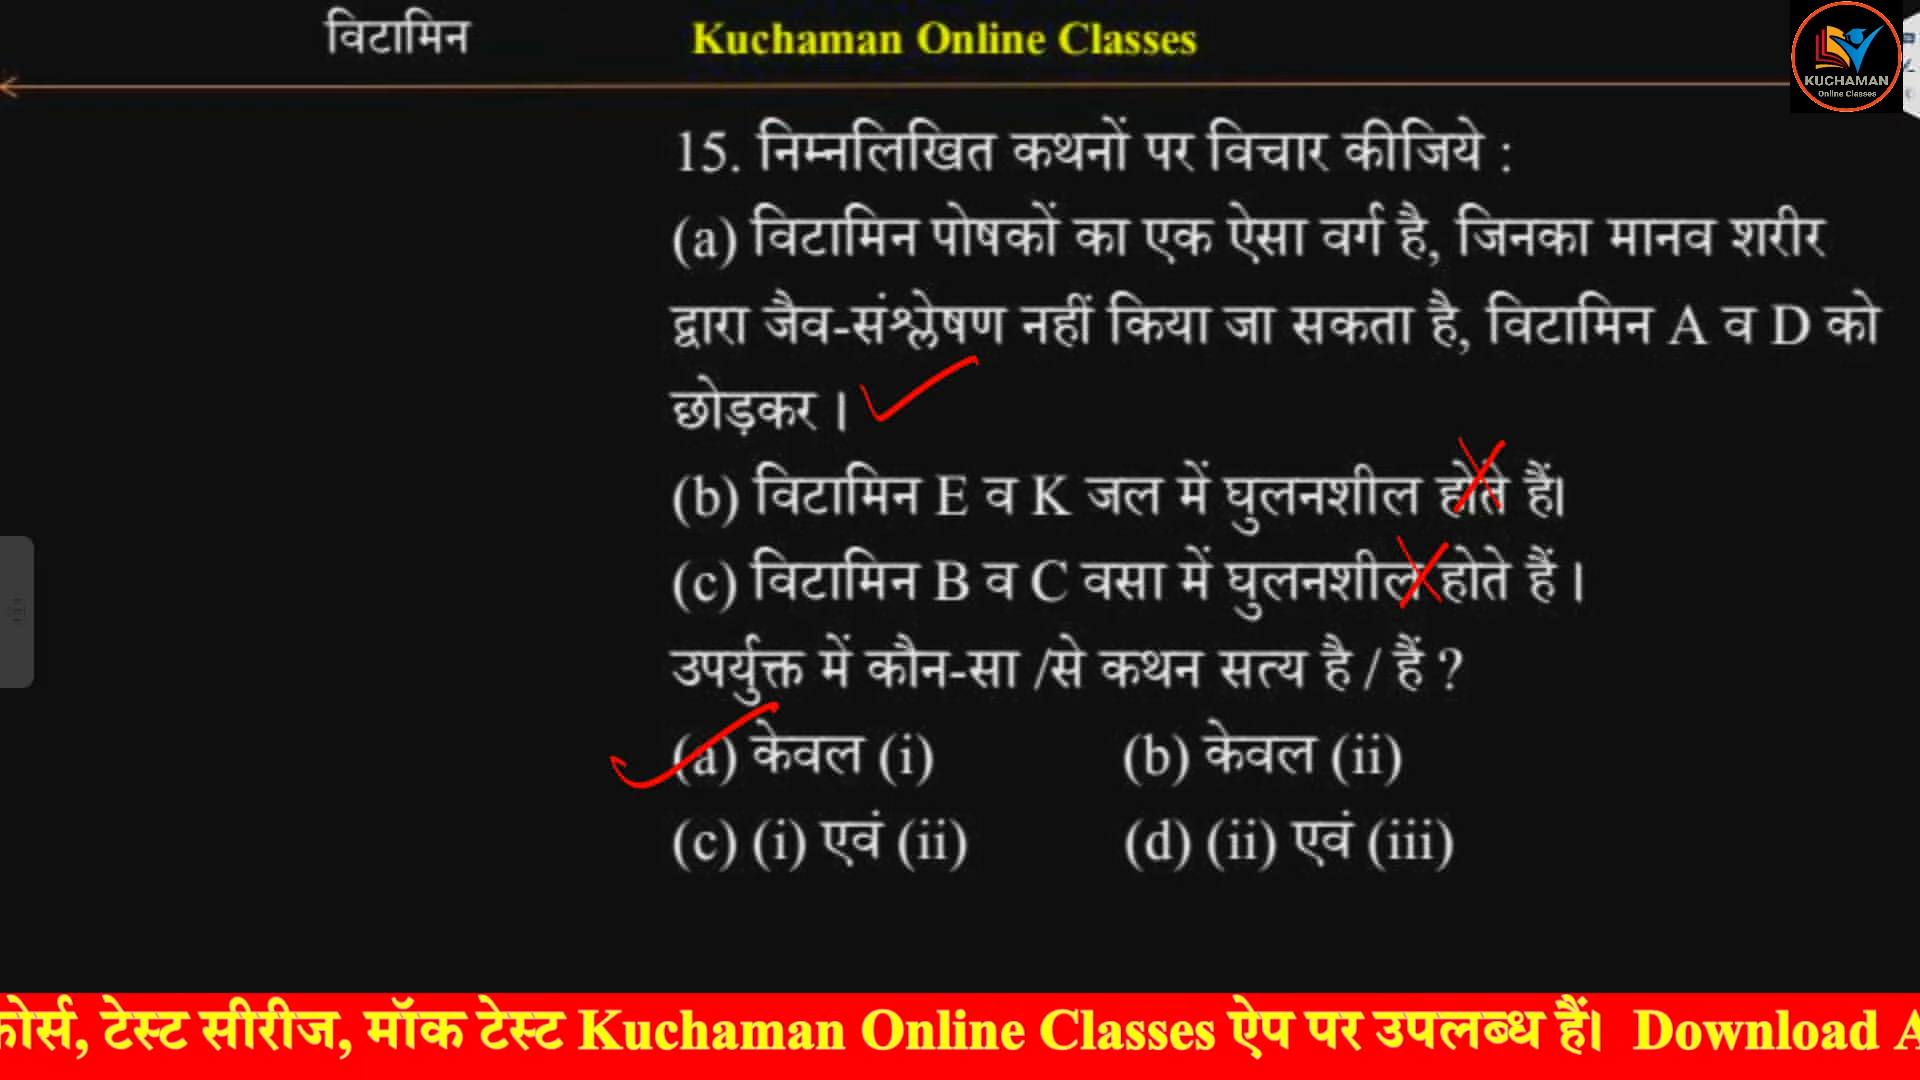 विटामिन
Kuchaman Online Classes
KUCHAMAN
Online Classes
15. निम्नलिखित कथनों पर विचार कीजिये :
(a) विटामिन पोषकों का एक ऐसा वर्ग है, जिनका मानव शरीर
द्वारा जैव-संश्लेषण नहीं किया जा सकता है, विटामिन A व D को
छोड़कर ।
(b) विटामिन E व K जल में घुलनशील होते हैं।
(c) विटामिन B व C वसा में घुलनशील होते हैं ।
उपर्युक्त में कौन-सा /से कथन सत्य है / हैं ?
(a) केवल (i) (b) केवल (ii)
(c) (i) एवं (ii) (d) (ii) एवं (iii)
टेस्ट सीरीज, मॉक टेस्ट Kuchaman Online Classes ऐप पर उपलब्ध हैं। Download